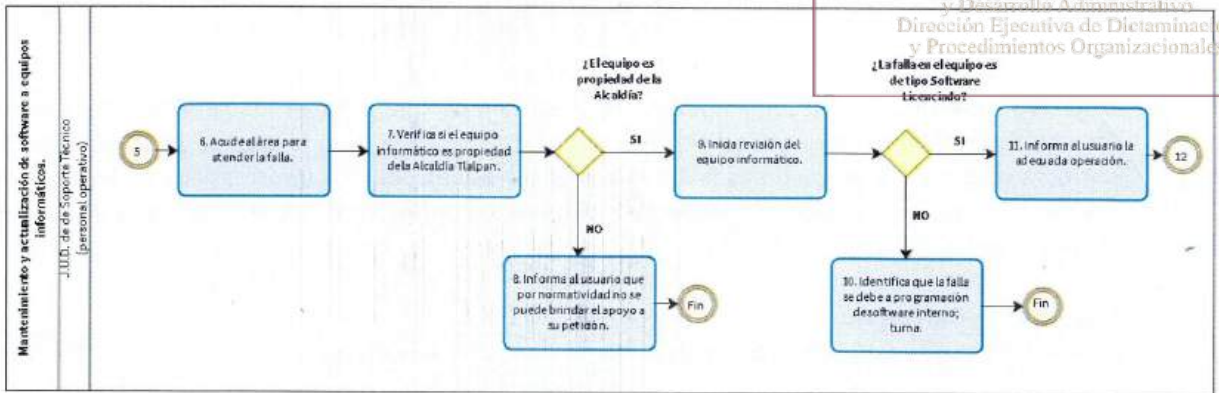 y Desarrollo Administrativo
Dirección Ejecutiva de Dictaminació
y Procedimientos Organizacionales
Mantenimiento y actualización de software a equipos
informáticos.
J.U.D. de de Soporte Técnico
(personal operativo)
5
6. Acude al área para
atender la falla.
7. Verifica si el equipo
informático es propiedad
de la Alcaldía Tlalpan.
¿El equipo es
propiedad de la
Alcaldía?
SI
NO
8. Informa al usuario que
por normatividad no se
puede brindar el apoyo a
su petición.
Fin
9. Inicia revisión del
equipo informático.
¿La falla en el equipo es
de tipo Software
Licenciado?
SI
NO
10. Identifica que la falla
se debe a programación
de software interno;
turna.
Fin
11. Informa al usuario la
adecuada operación.
12